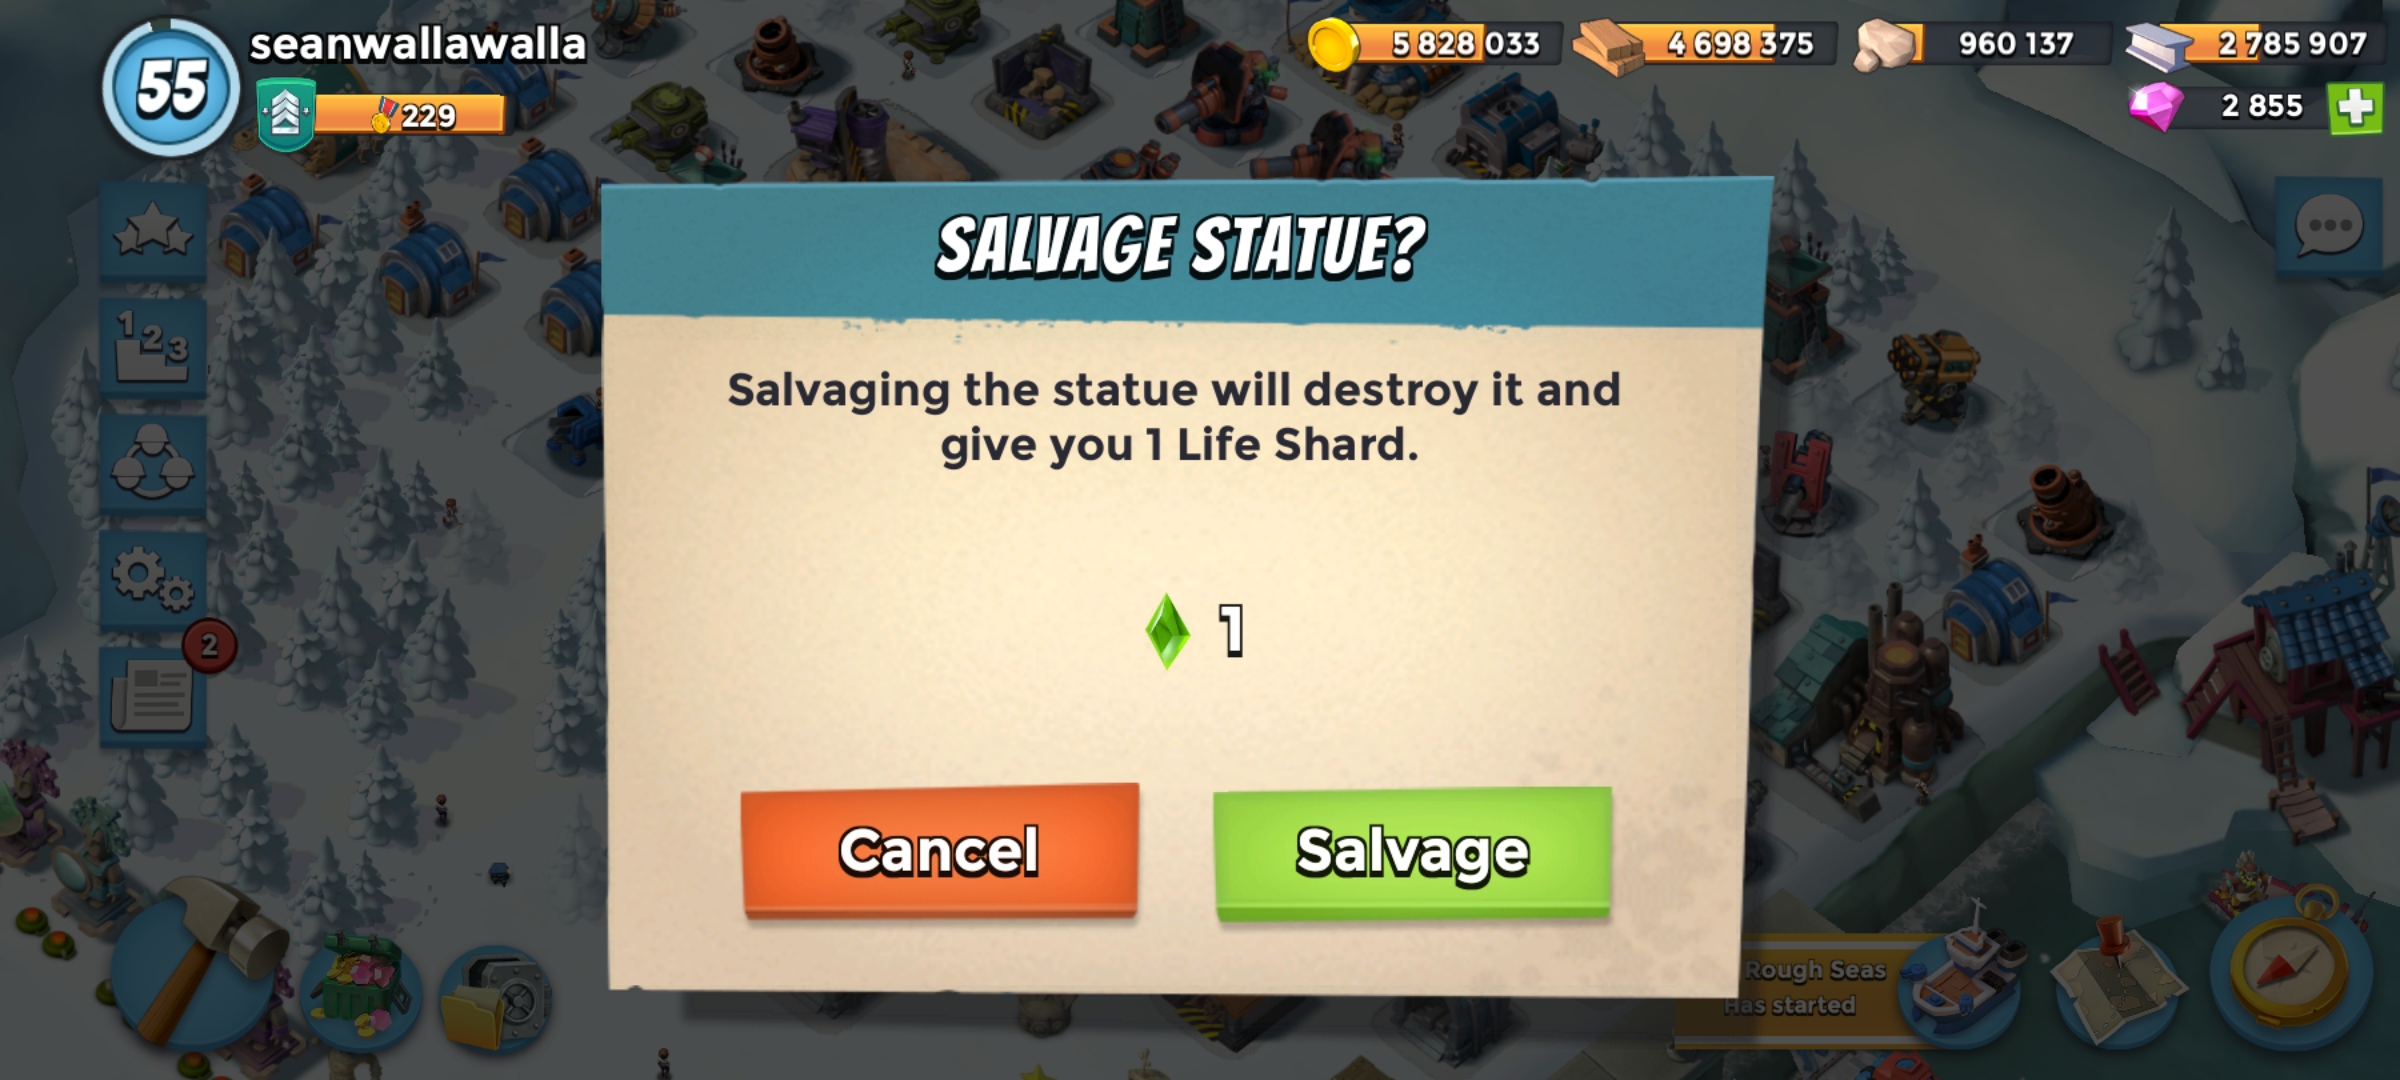 55
seanwallawalla
229
5 828 033
4 698 375
960 137
2 785 907
2 855
1 2 3
SALVAGE STATUE?
Salvaging the statue will destroy it and
give you 1 Life Shard.
1
2
Cancel
Salvage
Rough Seas
Has started